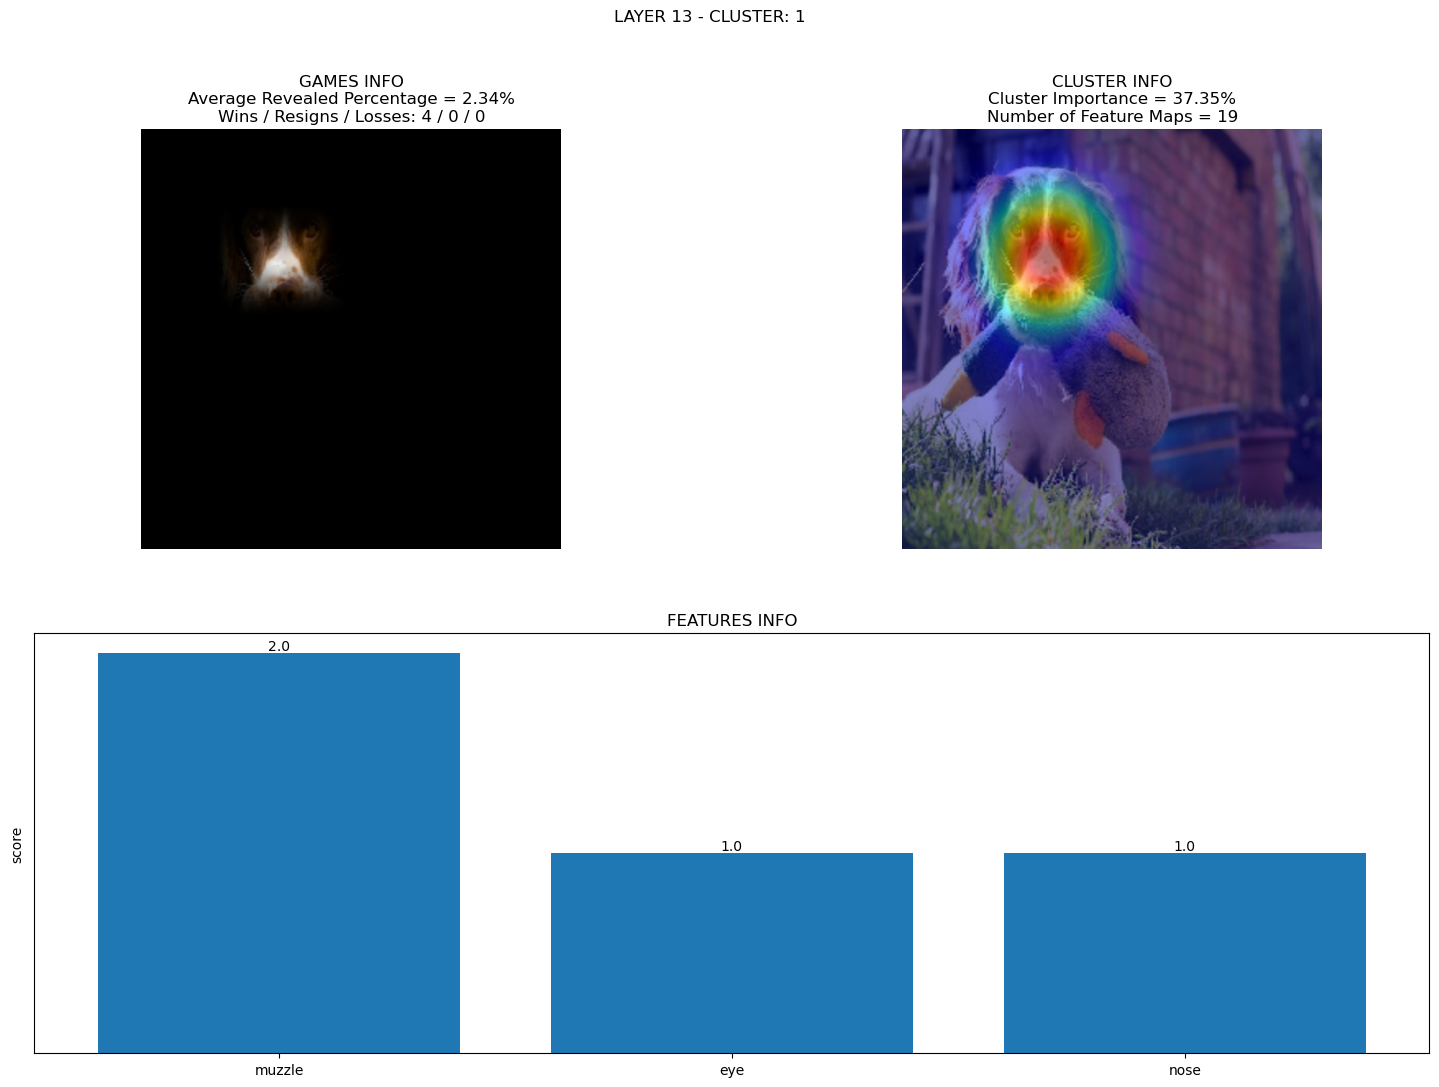 LAYER 13 - CLUSTER: 1
GAMES INFO
Average Revealed Percentage = 2.34%
Wins / Resigns / Losses: 4 / 0 / 0
CLUSTER INFO
Cluster Importance = 37.35%
Number of Feature Maps = 19
FEATURES INFO
score
2.0
1.0
1.0
muzzle
eye
nose